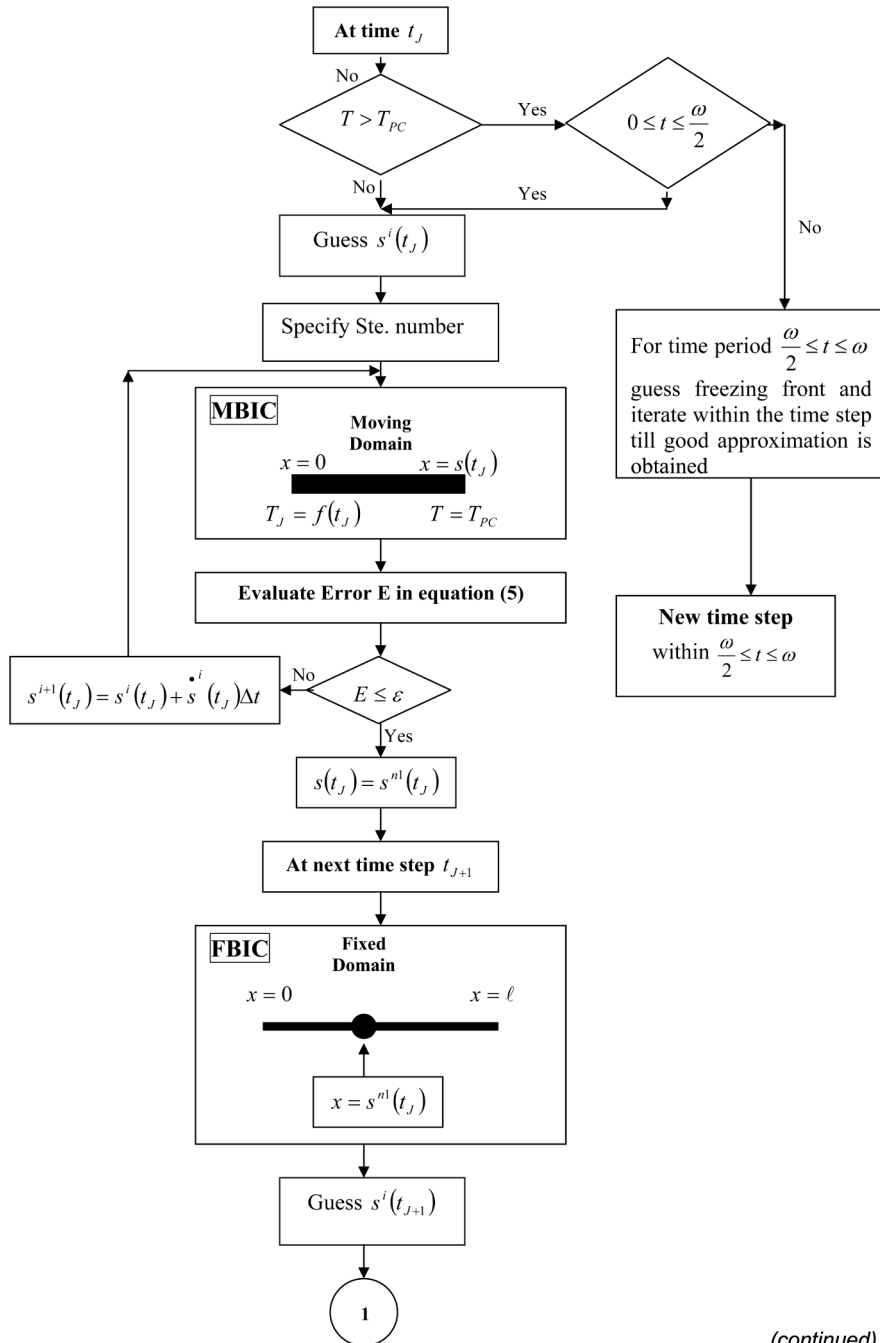 At time t_J
No
T > T_PC
Yes
0 ≤ t ≤ ω/2
No
Yes
No
Guess s^i(t_J)
Specify Ste. number
For time period ω/2 ≤ t ≤ ω
guess freezing front and
iterate within the time step
till good approximation is
obtained
MBIC
Moving
Domain
x = 0
x = s(t_J)
T_J = f(t_J)
T = T_PC
Evaluate Error E in equation (5)
New time step
within ω/2 ≤ t ≤ ω
s^{i+1}(t_J) = s^i(t_J) + ṡ^i(t_J)Δt
No
E ≤ ε
Yes
s(t_J) = s^{n1}(t_J)
At next time step t_{J+1}
FBIC
Fixed
Domain
x = 0
x = ℓ
x = s^{n1}(t_J)
Guess s^i(t_{J+1})
1
(continued)